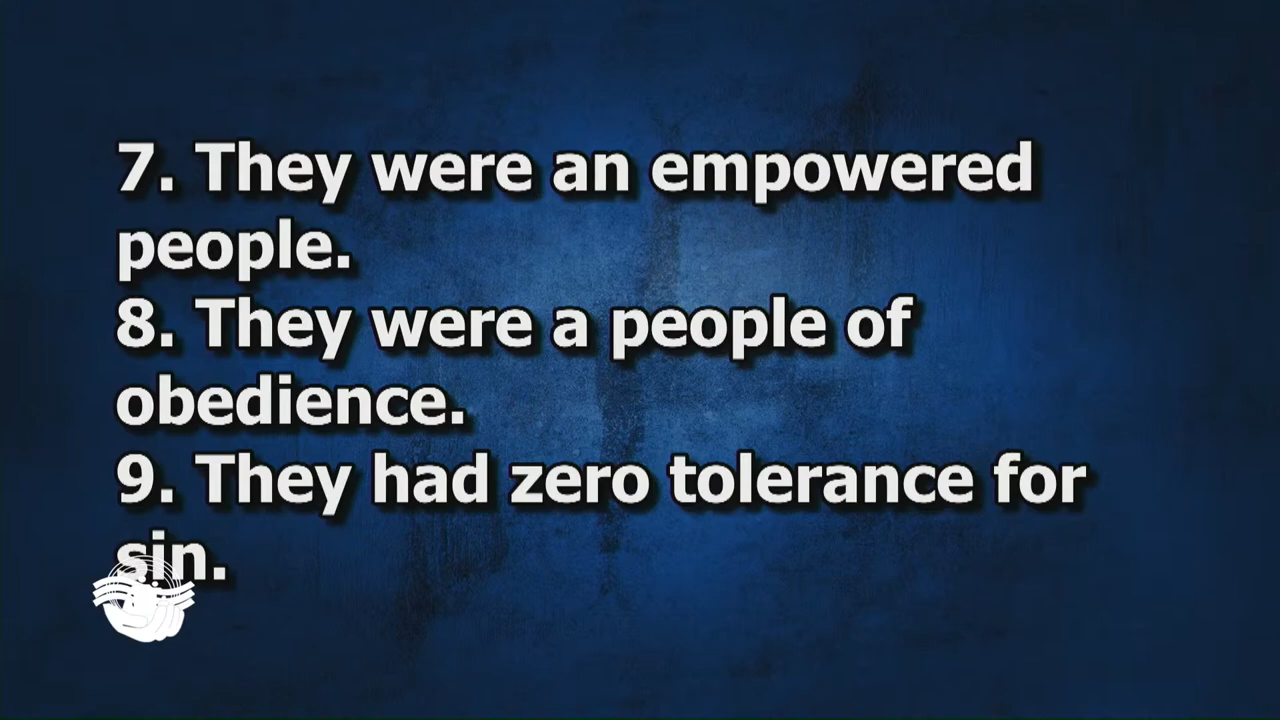 7. They were an empowered
people.
8. They were a people of
obedience.
9. They had zero tolerance for
sin.